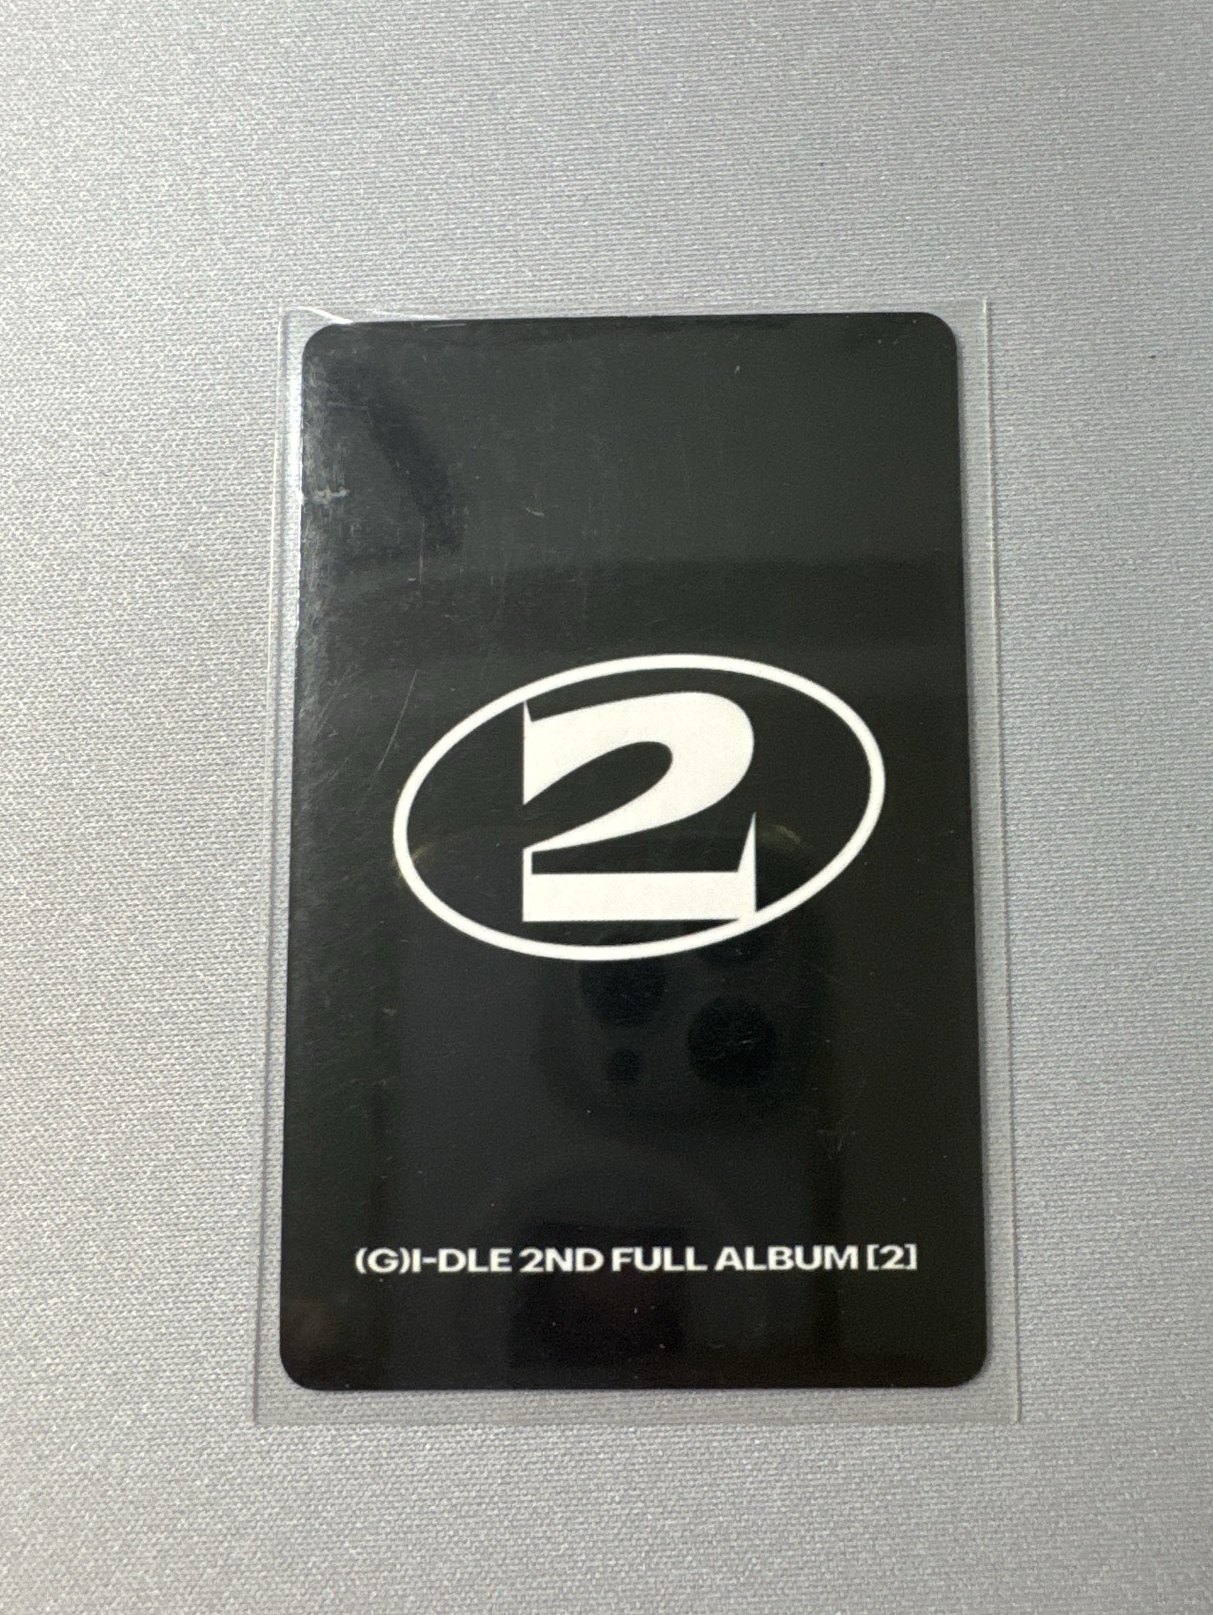 2
(G)I-DLE 2ND FULL ALBUM [2]